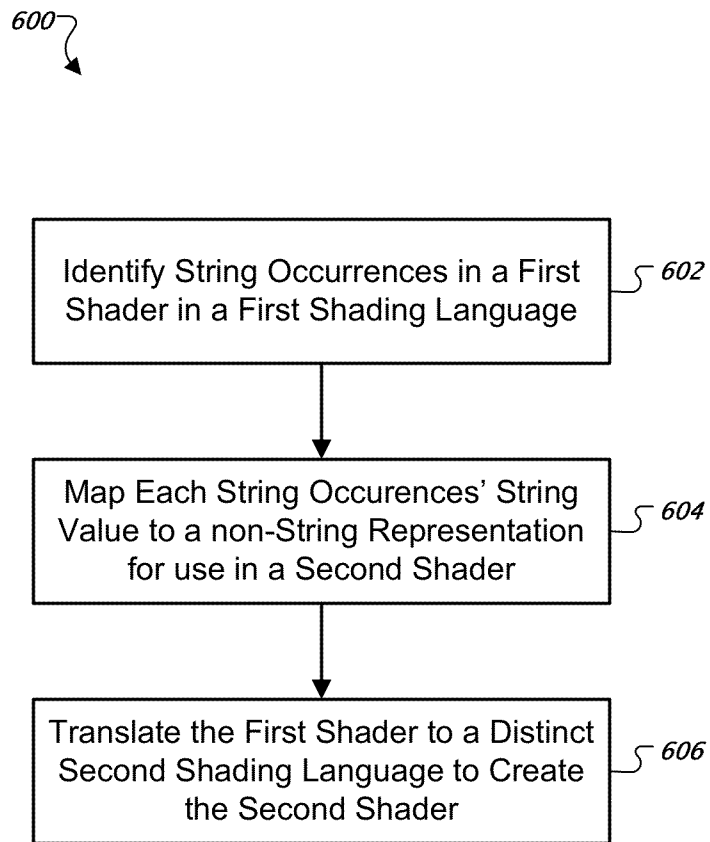 600
Identify String Occurrences in a First
Shader in a First Shading Language
602
Map Each String Occurences’ String
Value to a non-String Representation
for use in a Second Shader
604
Translate the First Shader to a Distinct
Second Shading Language to Create
the Second Shader
606